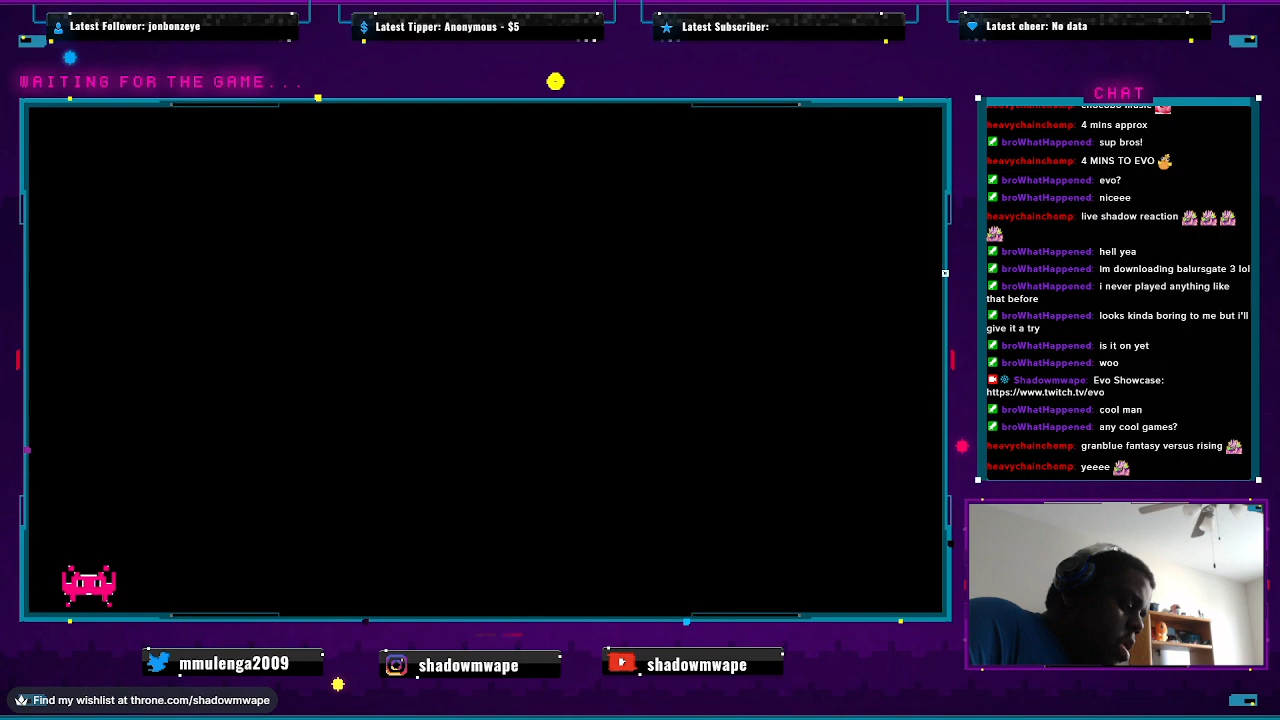 Latest Follower: jonbonzeye
Latest Tipper: Anonymous - $5
Latest Subscriber:
Latest cheer: No data
WAITING FOR THE GAME...
CHAT
heavychainchomp: 4 mins approx
broWhatHappened: sup bros!
heavychainchomp: 4 MINS TO EVO
broWhatHappened: evo?
broWhatHappened: niceee
heavychainchomp: live shadow reaction
broWhatHappened: hell yea
broWhatHappened: im downloading balursgate 3 lol
broWhatHappened: i never played anything like
that before
broWhatHappened: looks kinda boring to me but i'll
give it a try
broWhatHappened: is it on yet
broWhatHappened: woo
Shadowmwape: Evo Showcase:
https://www.twitch.tv/evo
broWhatHappened: cool man
broWhatHappened: any cool games?
heavychainchomp: granblue fantasy versus rising
heavychainchomp: yeeee
mmulenga2009
shadowmwape
shadowmwape
Find my wishlist at throne.com/shadowmwape